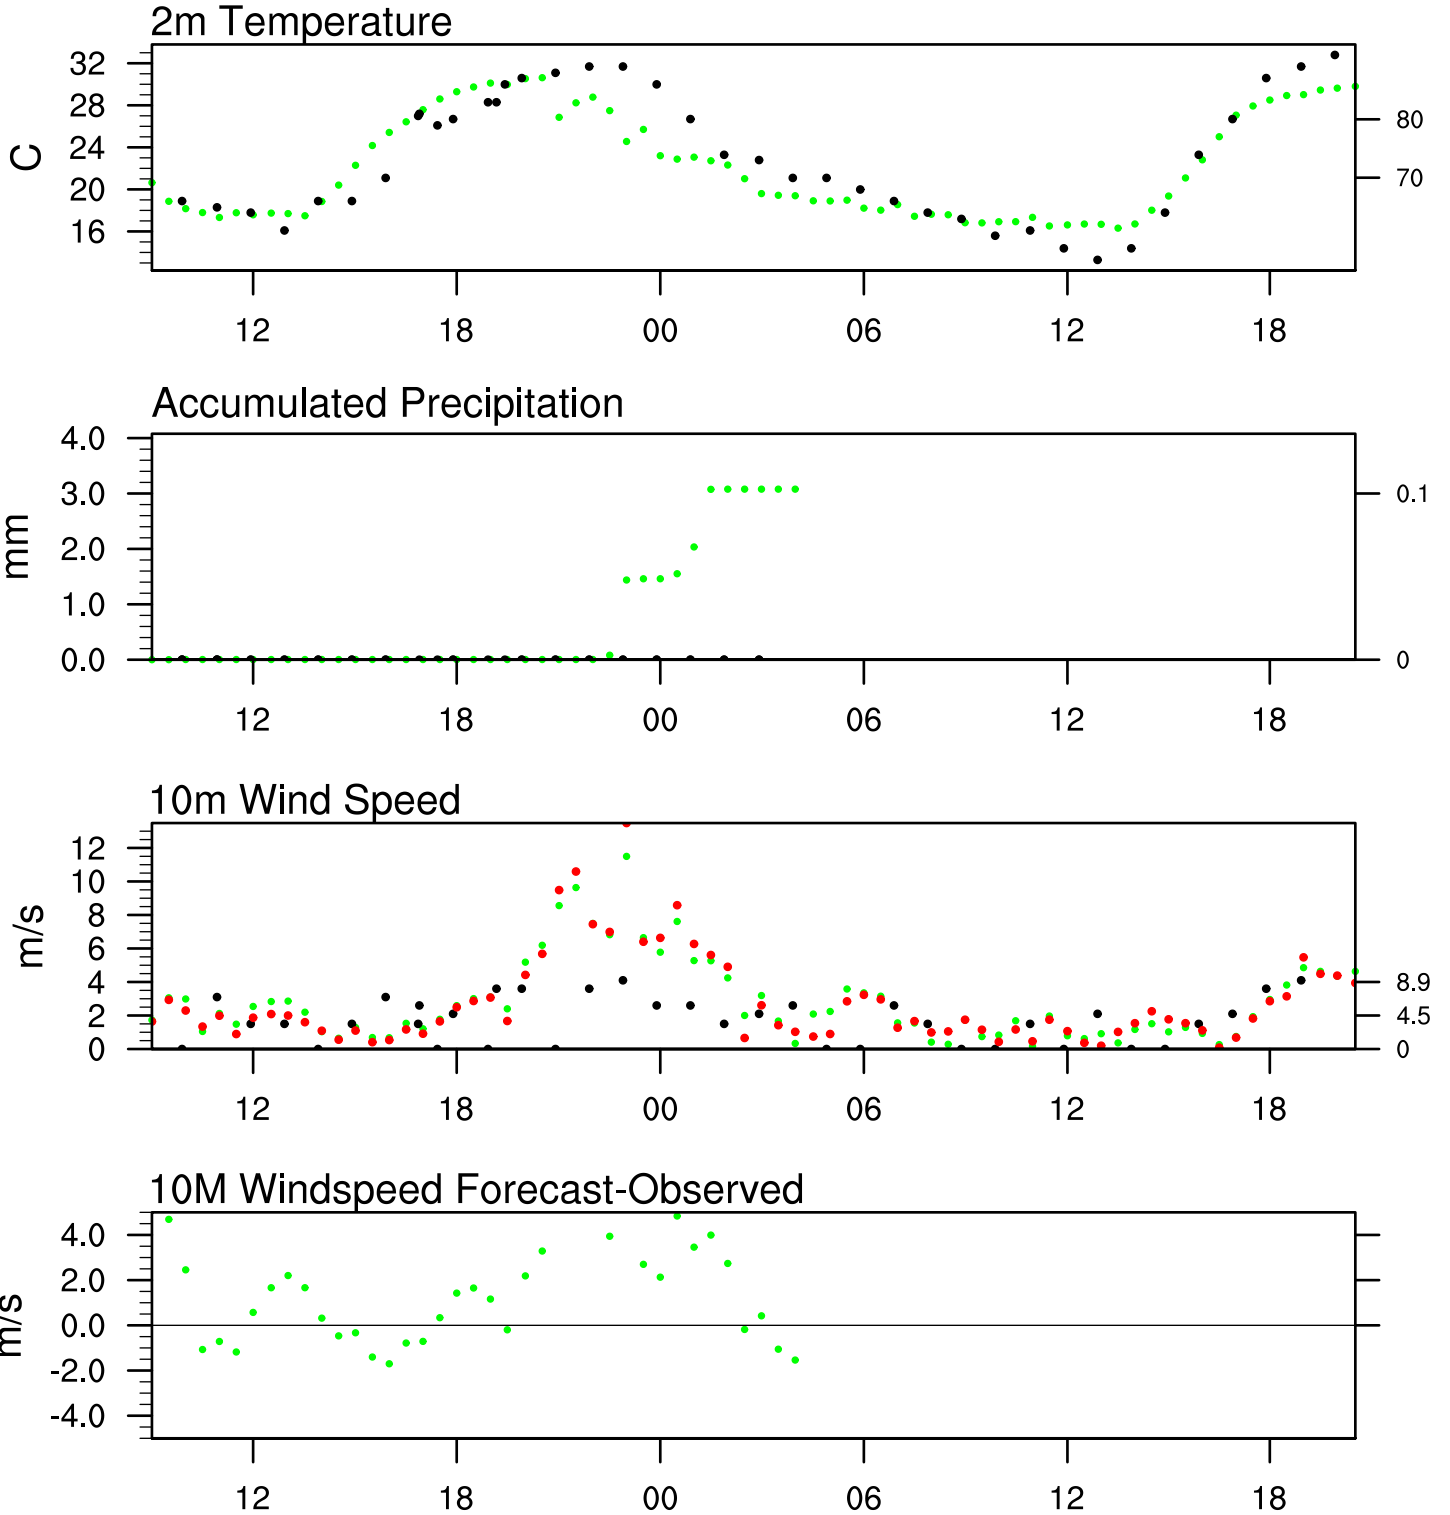 2m Temperature
32
28
24
20
16
C
80
70
12 18 00 06 12 18
Accumulated Precipitation
4.0
3.0
2.0
1.0
0.0
mm
0.1
0
12 18 00 06 12 18
10m Wind Speed
12
10
8
6
4
2
0
m/s
8.9
4.5
0
12 18 00 06 12 18
10M Windspeed Forecast-Observed
4.0
2.0
0.0
-2.0
-4.0
m/s
12 18 00 06 12 18